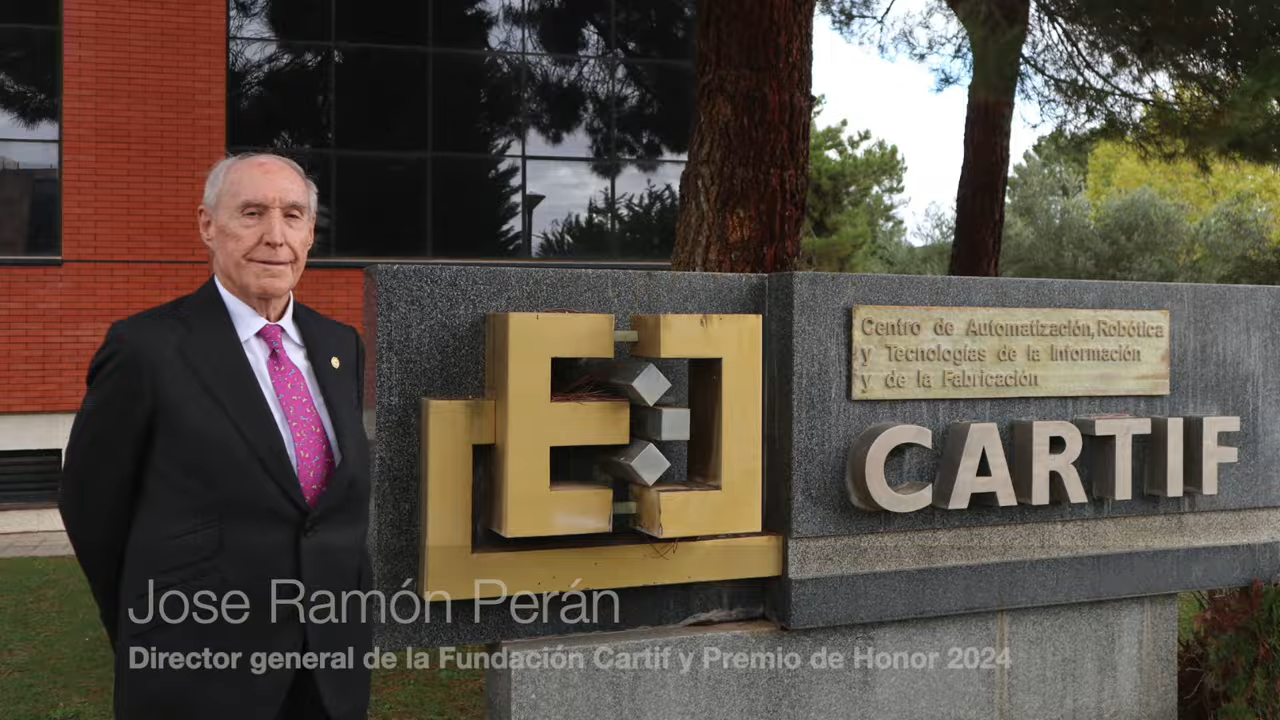 Centro de Automatización, Robótica
y Tecnologías de la Información
y de la Fabricación
CARTIF
Jose Ramón Perán
Director general de la Fundación Cartif y Premio de Honor 2024